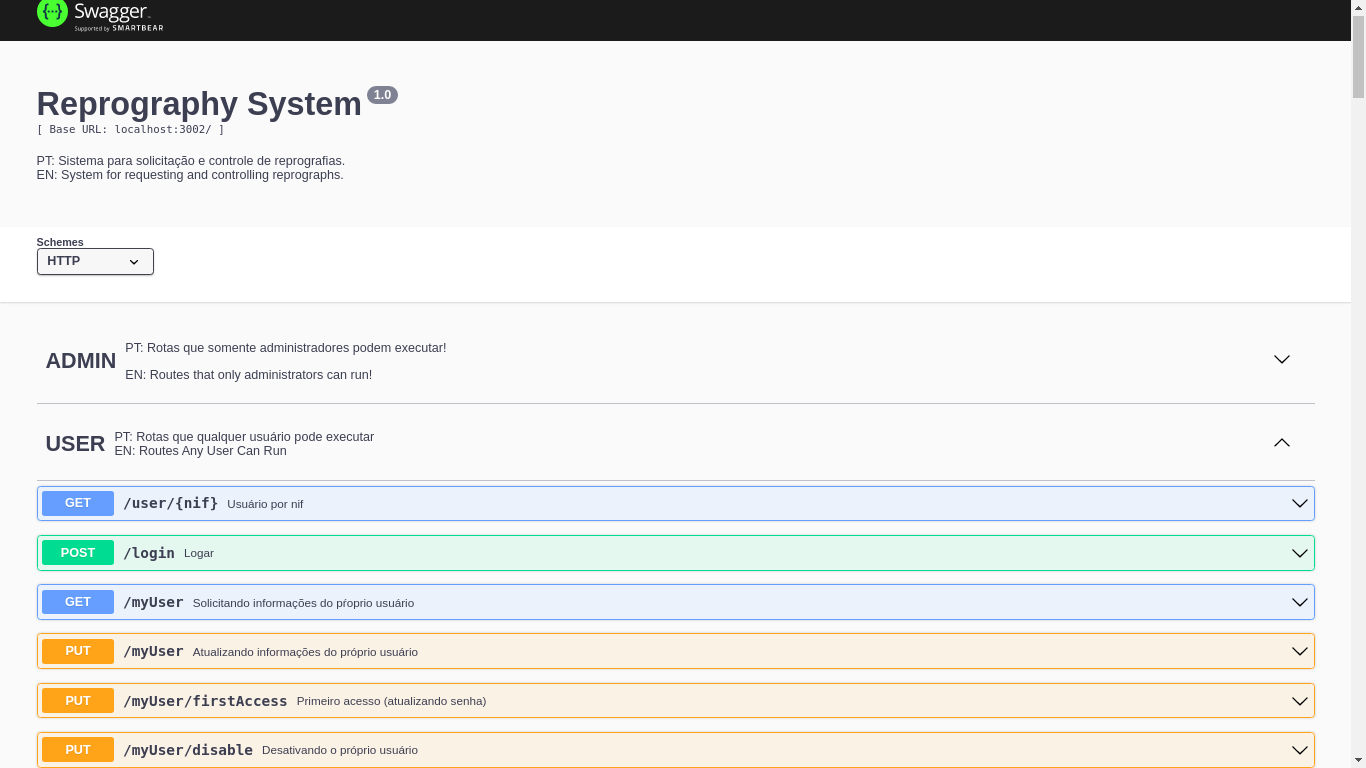 {···} Swagger
Supported by SMARTBEAR
Reprography System 1.0
[ Base URL: localhost:3002/ ]
PT: Sistema para solicitação e controle de reprografias.
EN: System for requesting and controlling reprographs.
Schemes
HTTP
ADMIN
PT: Rotas que somente administradores podem executar!
EN: Routes that only administrators can run!
USER
PT: Rotas que qualquer usuário pode executar
EN: Routes Any User Can Run
GET /user/{nif} Usuário por nif
POST /login Logar
GET /myUser Solicitando informações do pŕoprio usuário
PUT /myUser Atualizando informações do próprio usuário
PUT /myUser/firstAccess Primeiro acesso (atualizando senha)
PUT /myUser/disable Desativando o próprio usuário